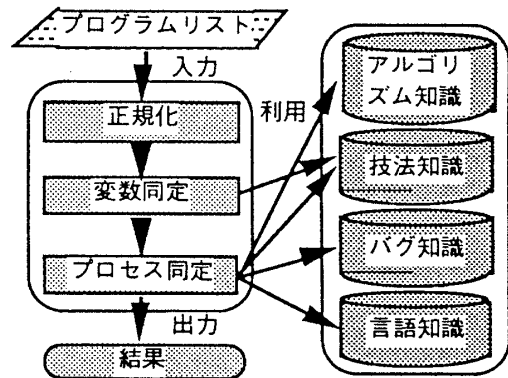 プログラムリスト
入力
正規化
利用
変数同定
プロセス同定
出力
結果
アルゴリ
ズム知識
技法知識
バグ知識
言語知識